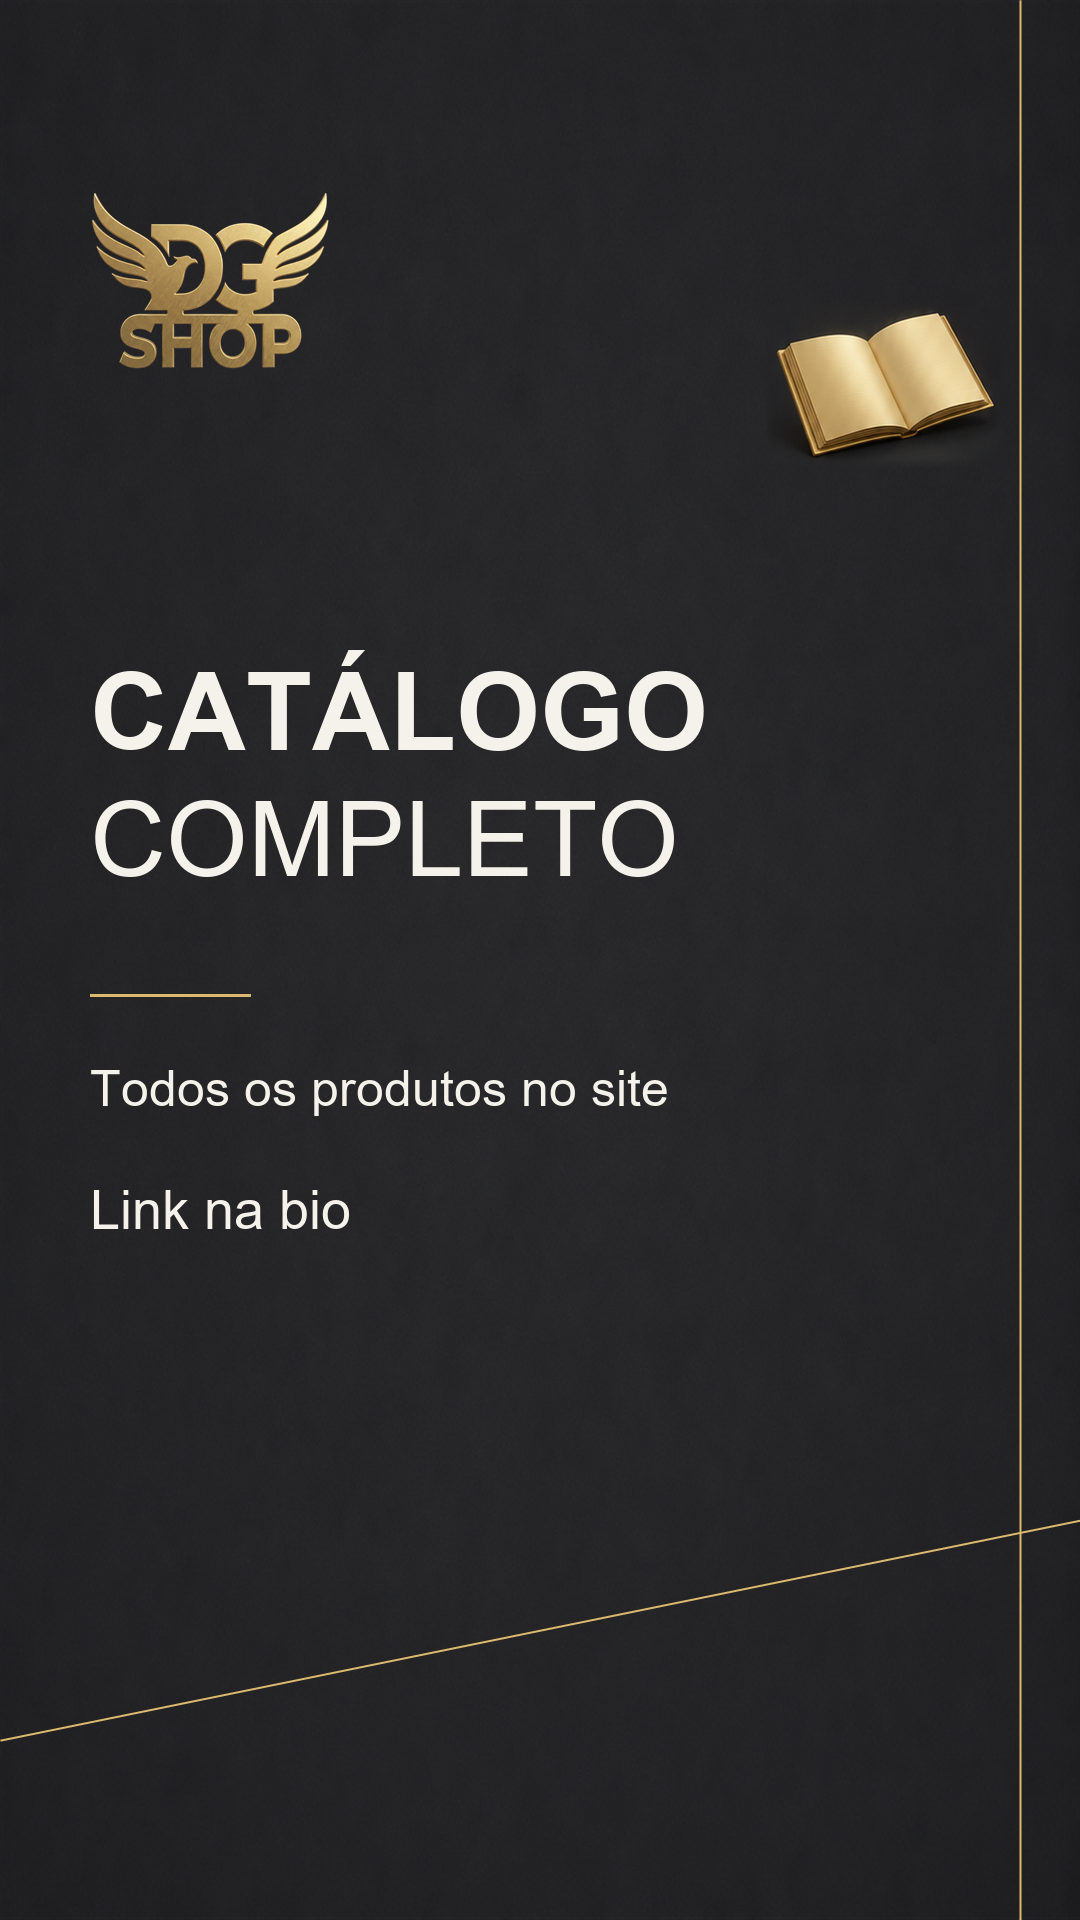 DG
SHOP
CATÁLOGO
COMPLETO
Todos os produtos no site
Link na bio